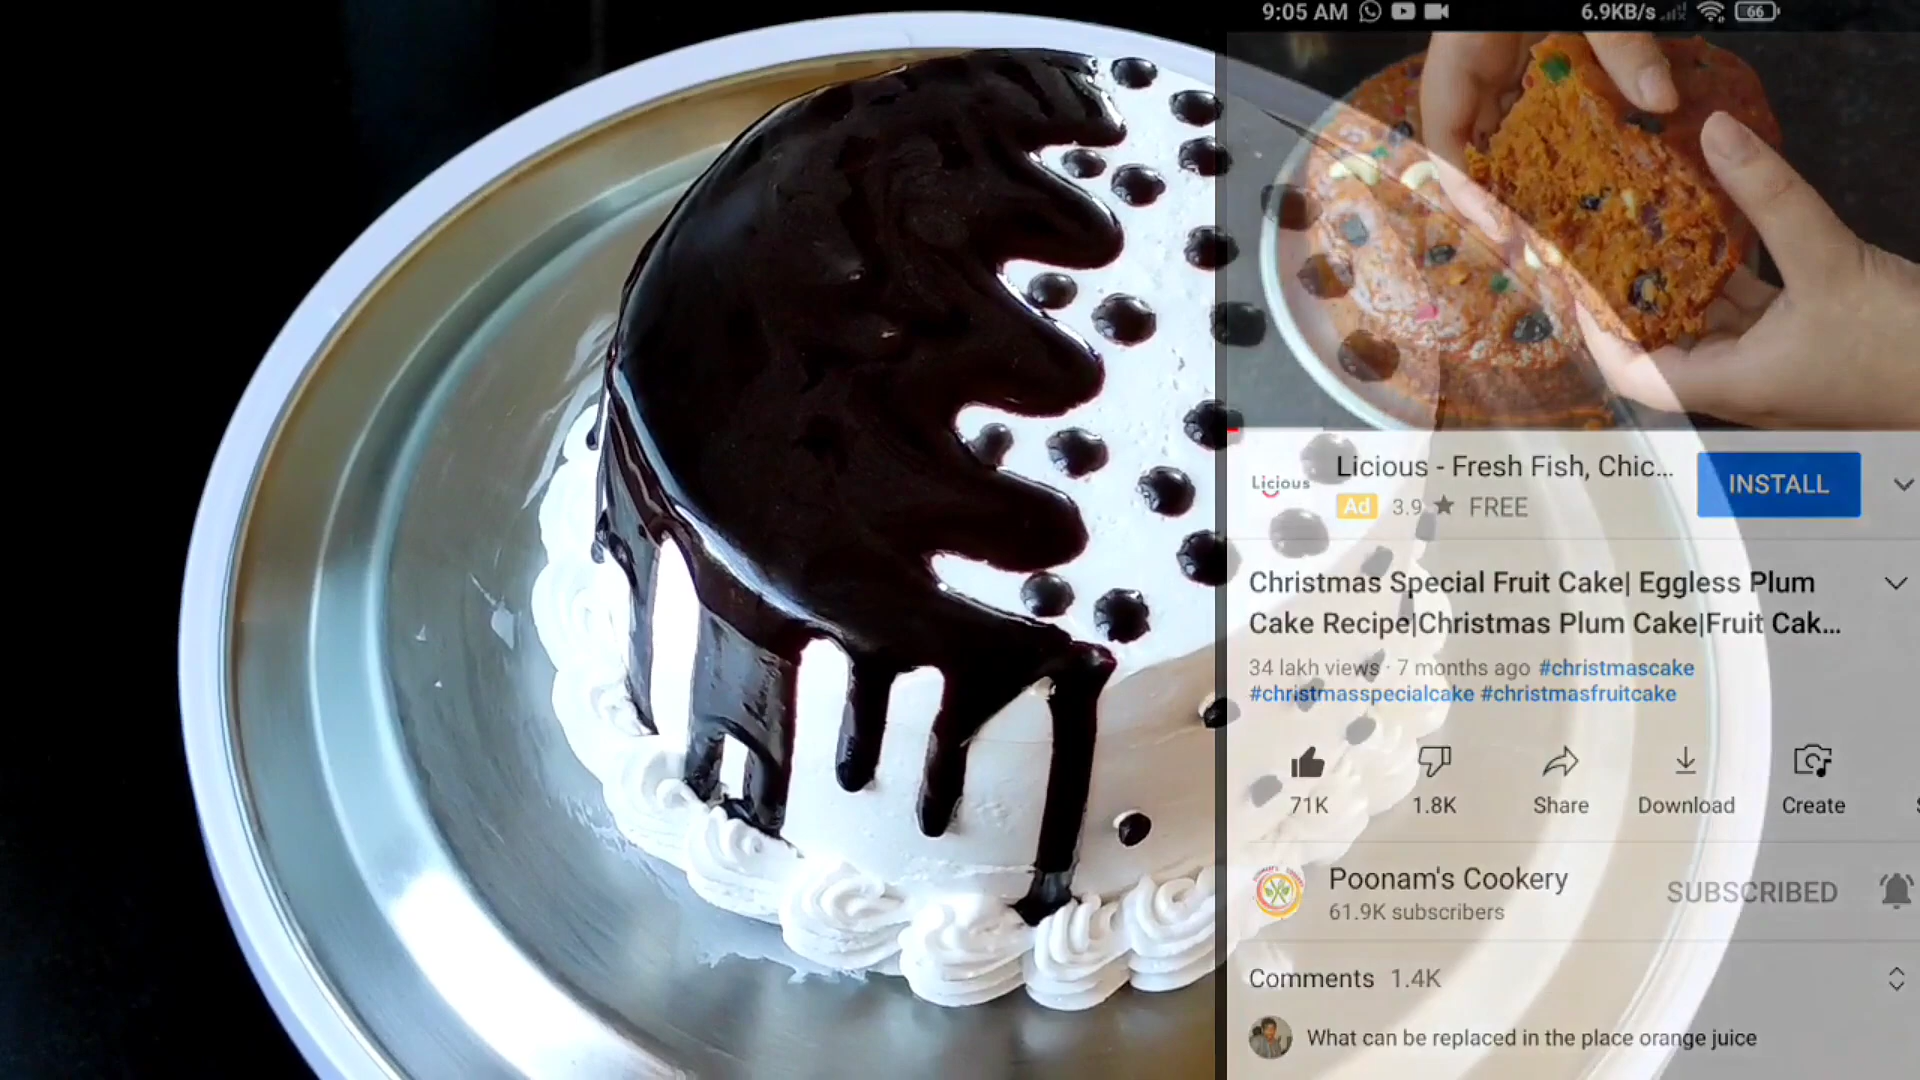 9:05 AM
6.9KB/s
66
Licious
Licious - Fresh Fish, Chic...
Ad 3.9 ★ FREE
INSTALL
Christmas Special Fruit Cake| Eggless Plum
Cake Recipe|Christmas Plum Cake|Fruit Cak...
34 lakh views · 7 months ago #christmascake
#christmasspecialcake #christmasfruitcake
71K
1.8K
Share
Download
Create
Poonam's Cookery
61.9K subscribers
SUBSCRIBED
Comments 1.4K
What can be replaced in the place orange juice